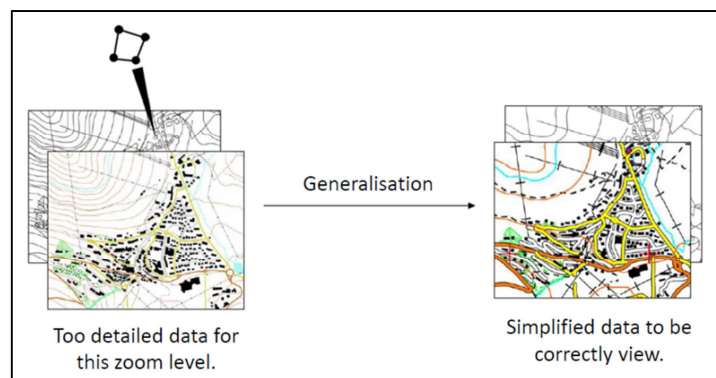 Generalisation
Too detailed data for
this zoom level.
Simplified data to be
correctly view.